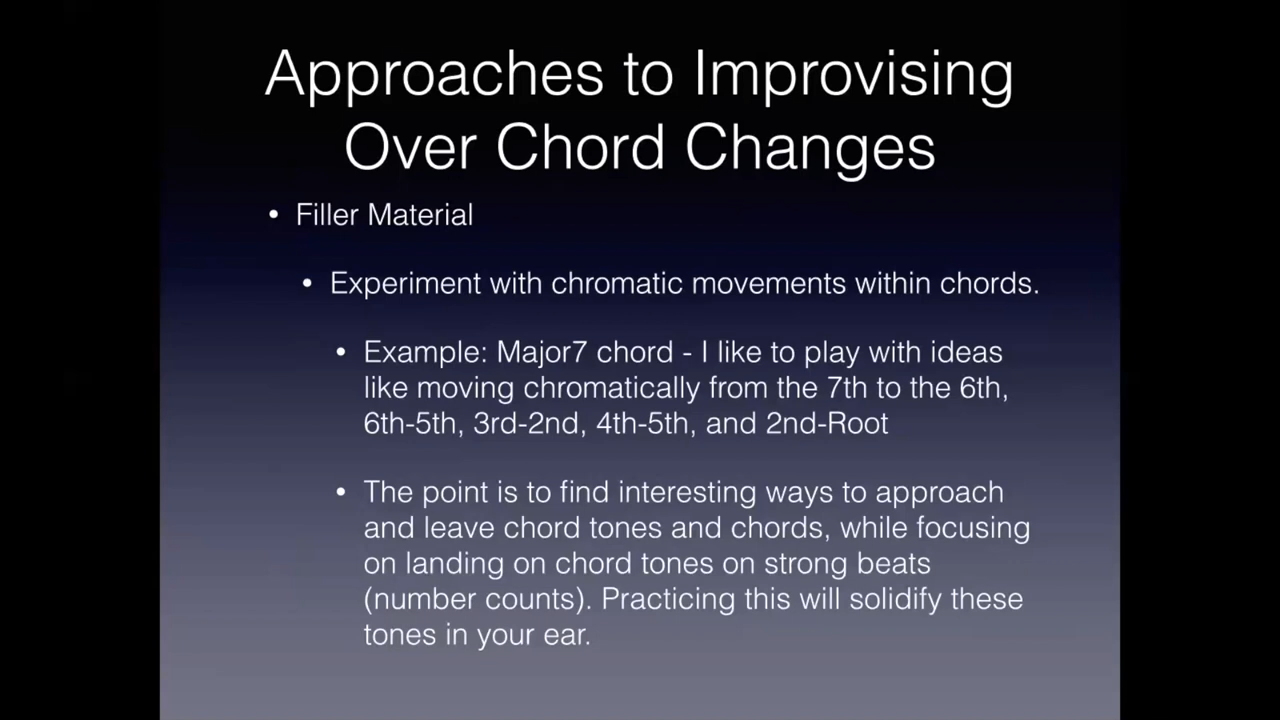 Approaches to Improvising
Over Chord Changes
• Filler Material
• Experiment with chromatic movements within chords.
• Example: Major7 chord - I like to play with ideas
like moving chromatically from the 7th to the 6th,
6th-5th, 3rd-2nd, 4th-5th, and 2nd-Root
• The point is to find interesting ways to approach
and leave chord tones and chords, while focusing
on landing on chord tones on strong beats
(number counts). Practicing this will solidify these
tones in your ear.